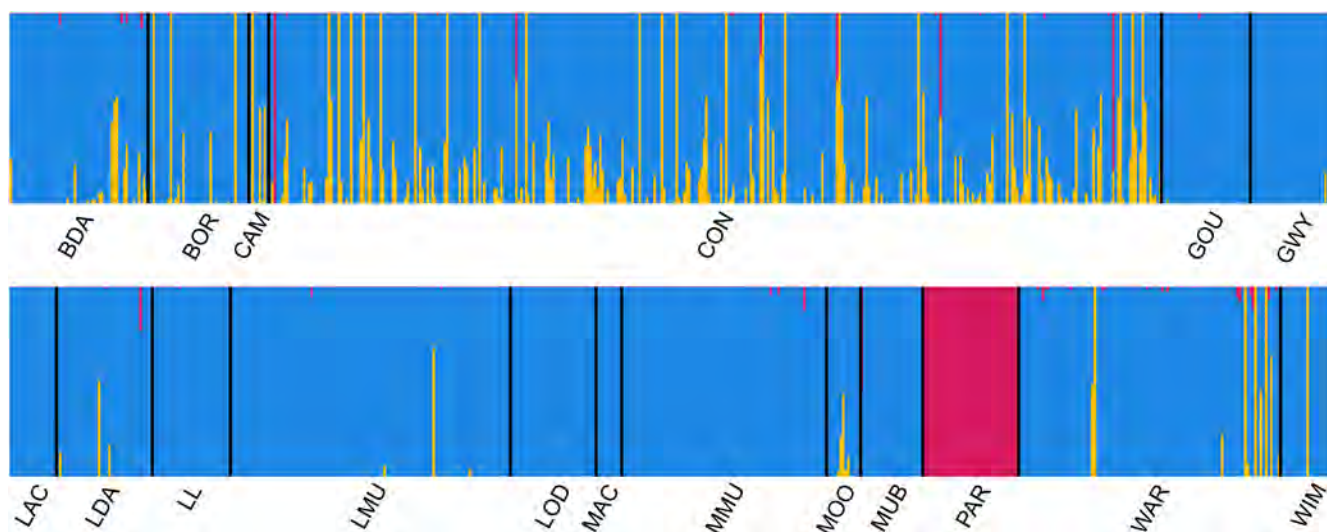 BDA BOR CAM CON GOU GWY
LAC LDA LL LMU LOD MAC MMU MOO MUB PAR WAR WIM